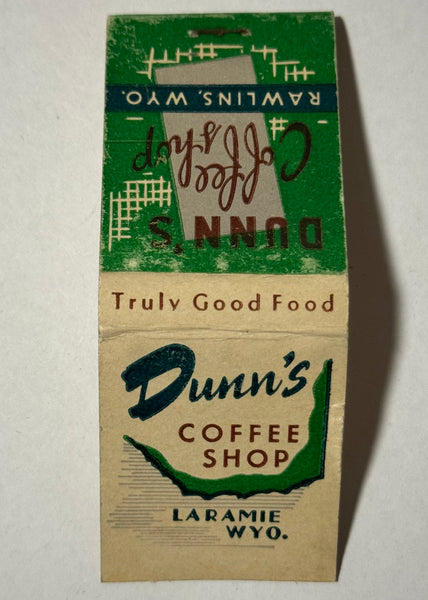 RAWLINS, WYO.
Coffee
shop
DUNN'S
Truly Good Food
Dunn's
COFFEE
SHOP
LARAMIE
WYO.